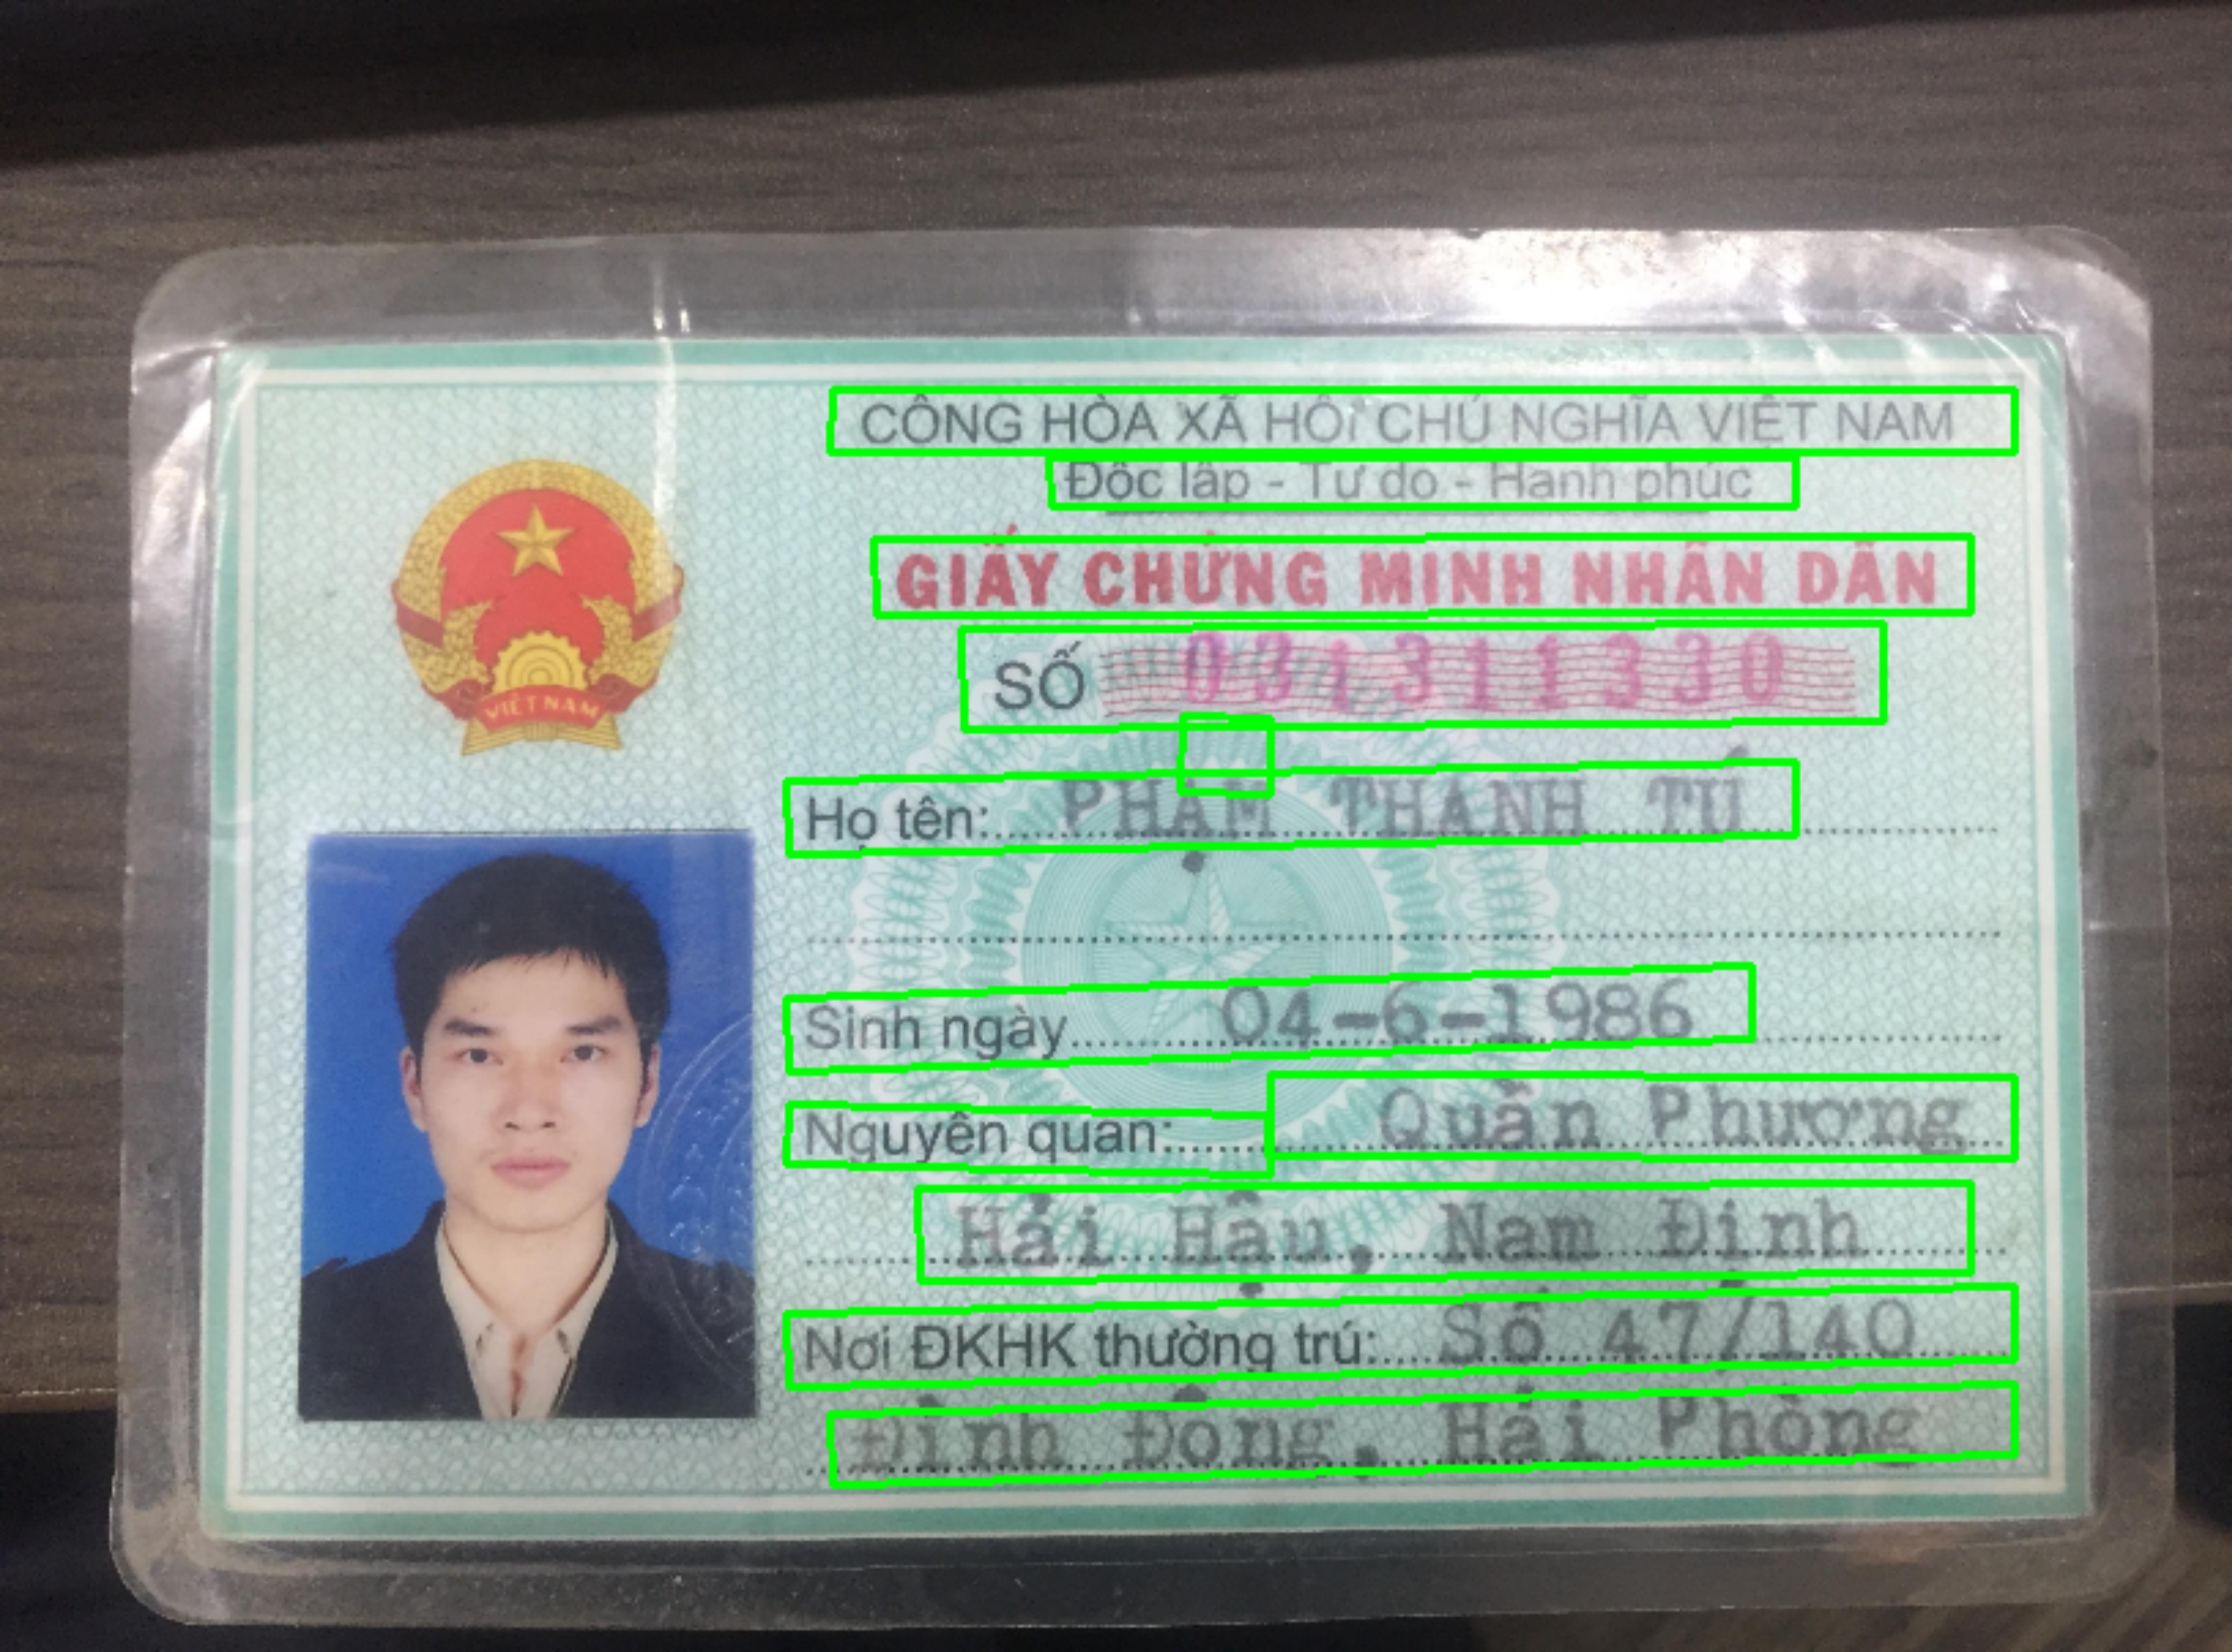 CỘNG HÒA XÃ HỘI CHỦ NGHĨA VIỆT NAM
Độc lập - Tự do - Hạnh phúc
GIẤY CHỨNG MINH NHÂN DÂN
SỐ 031311330
VIỆT NAM
Họ tên: PHẠM THANH TÚ
Sinh ngày 04-6-1986
Nguyên quán: Quần Phương
Hải Hậu, Nam Định
Nơi ĐKHK thường trú: Số 47/140
Đình Đông, Hải Phòng